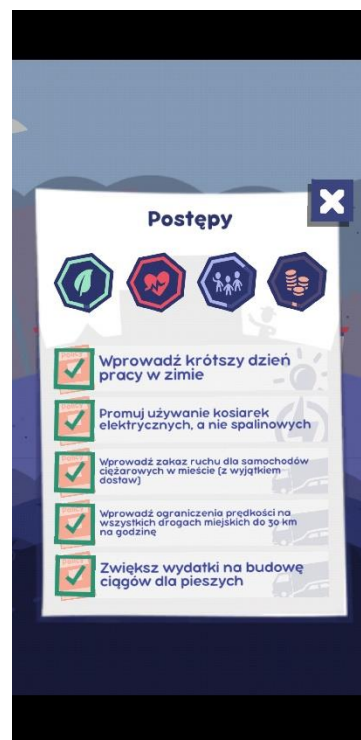 Postępy
Wprowadź krótszy dzień
pracy w zimie
Promuj używanie kosiarek
elektrycznych, a nie spalinowych
Wprowadź zakaz ruchu dla samochodów
ciężarowych w mieście (z wyjątkiem
dostaw)
Wprowadź ograniczenia prędkości na
wszystkich drogach miejskich do 30 km
na godzinę
Zwiększ wydatki na budowę
ciągów dla pieszych